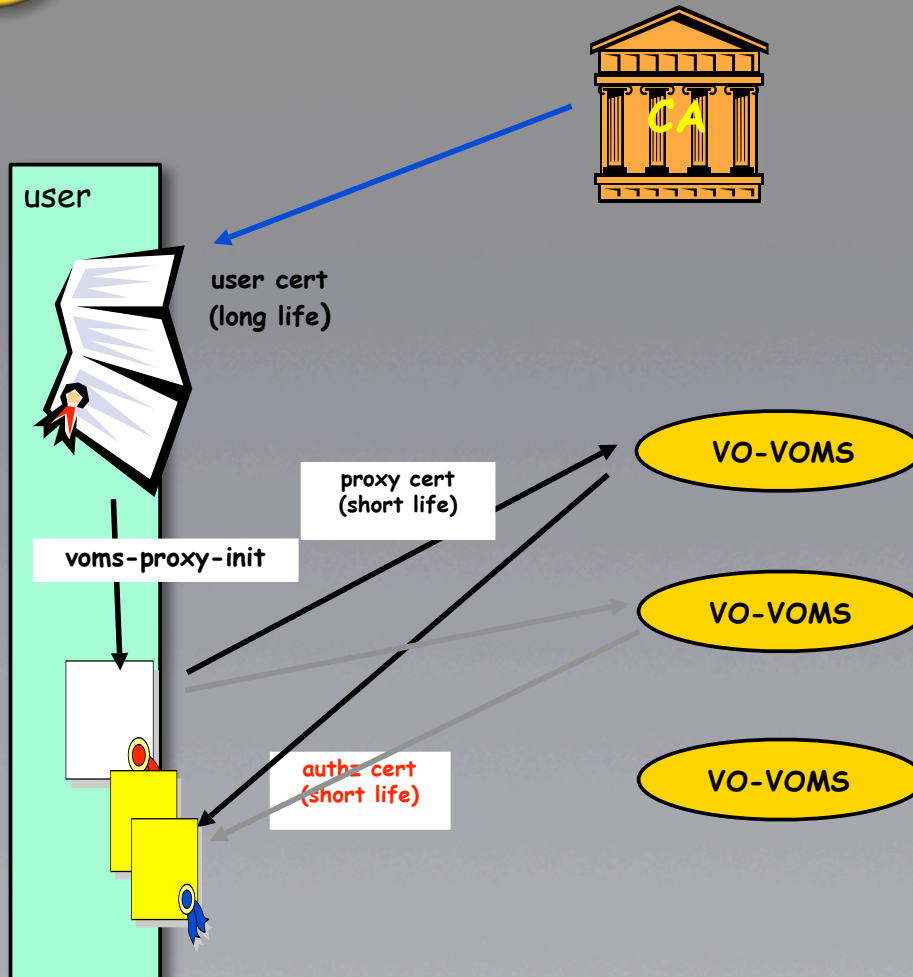 CA
user
user cert
(long life)
VO-VOMS
proxy cert
(short life)
voms-proxy-init
VO-VOMS
authz cert
(short life)
VO-VOMS